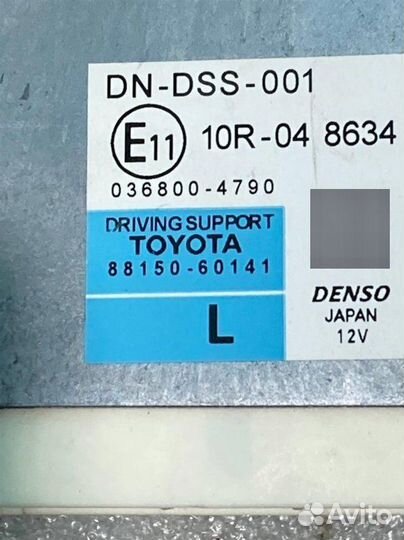 DN-DSS-001
E11 10R-04 8634
036800-4790
DRIVING SUPPORT
TOYOTA
88150-60141
L
DENSO
JAPAN
12V
Avito